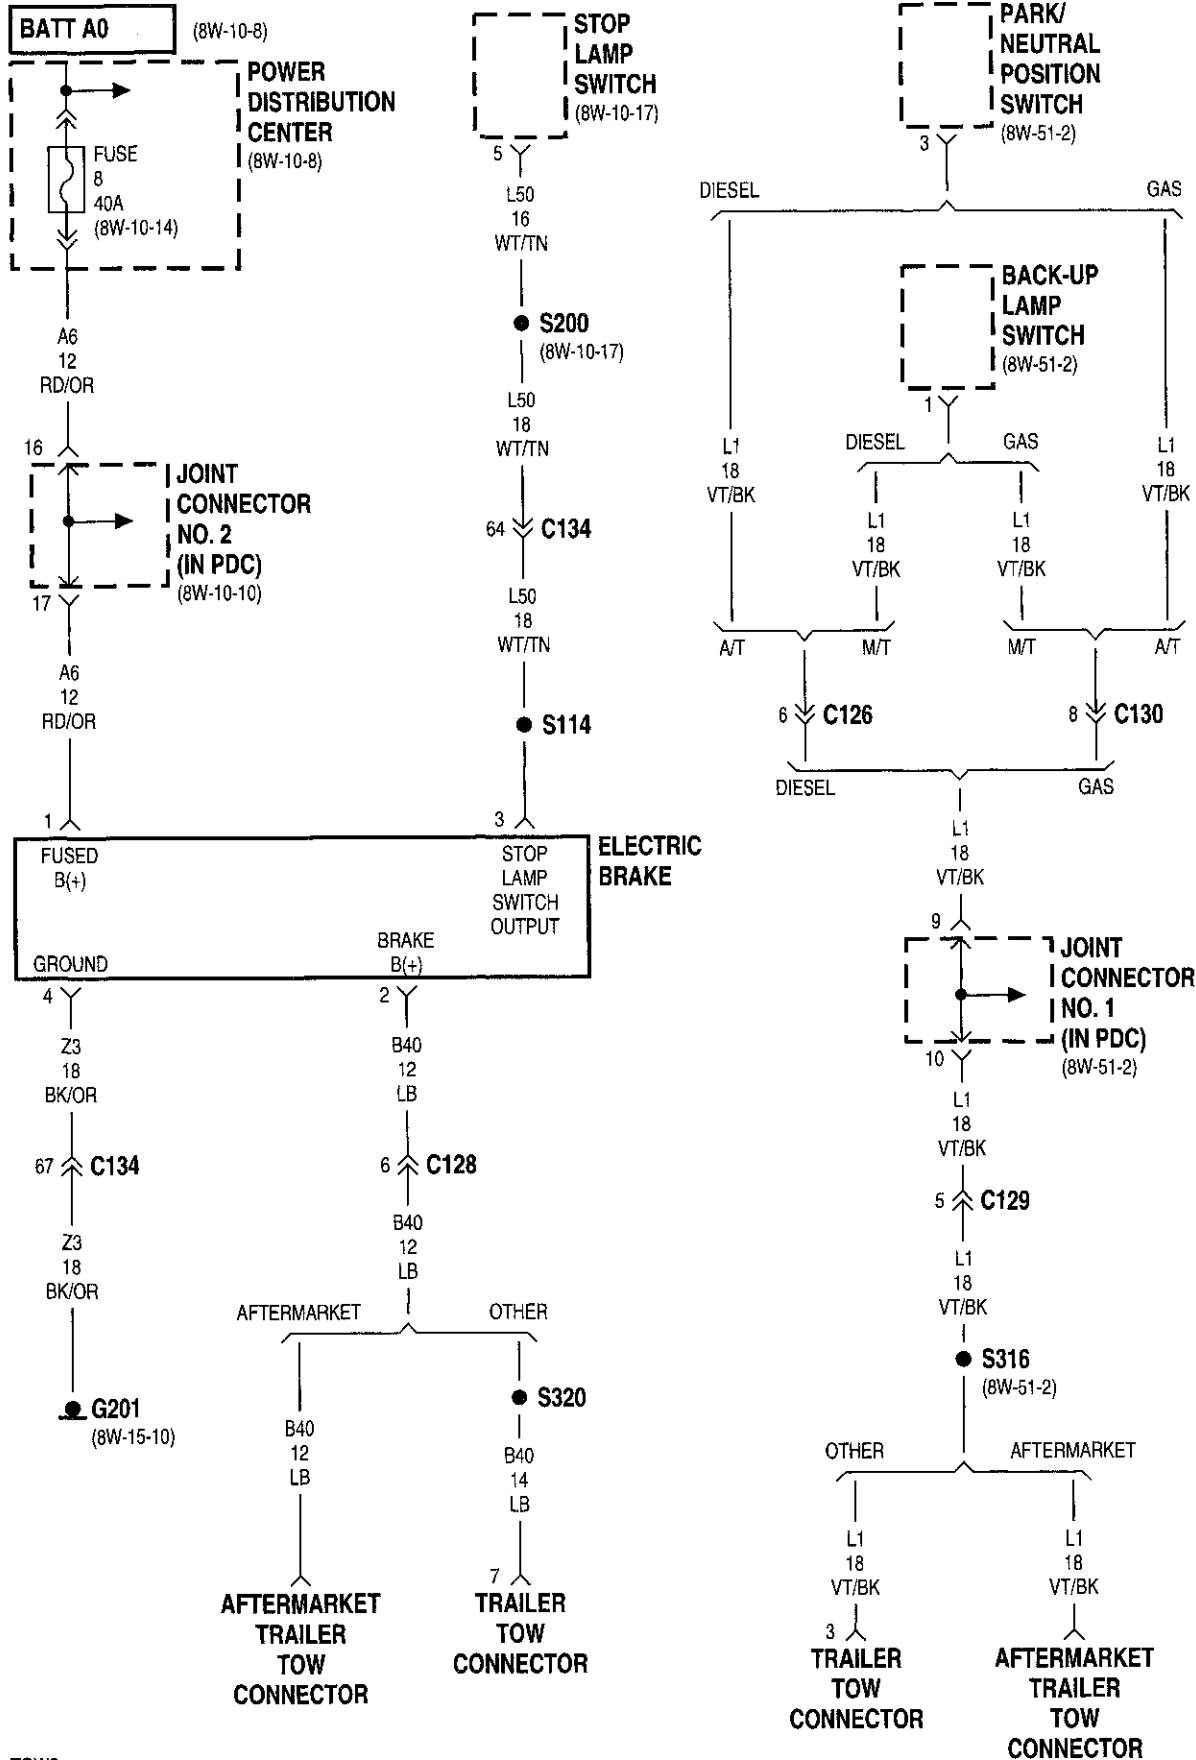 BATT A0
(8W-10-8)
POWER
DISTRIBUTION
CENTER
(8W-10-8)
FUSE
8
40A
(8W-10-14)
A6
12
RD/OR
16
JOINT
CONNECTOR
NO. 2
(IN PDC)
(8W-10-10)
17
A6
12
RD/OR
1
STOP
LAMP
SWITCH
(8W-10-17)
5
L50
16
WT/TN
S200
(8W-10-17)
L50
18
WT/TN
64
C134
L50
18
WT/TN
S114
3
ELECTRIC
BRAKE
FUSED
B(+)
STOP
LAMP
SWITCH
OUTPUT
GROUND
BRAKE
B(+)
4
Z3
18
BK/OR
67
C134
Z3
18
BK/OR
G201
(8W-15-10)
2
B40
12
LB
6
C128
B40
12
LB
AFTERMARKET
OTHER
B40
12
LB
AFTERMARKET
TRAILER
TOW
CONNECTOR
S320
B40
14
LB
7
TRAILER
TOW
CONNECTOR
PARK/
NEUTRAL
POSITION
SWITCH
(8W-51-2)
3
DIESEL
GAS
BACK-UP
LAMP
SWITCH
(8W-51-2)
1
DIESEL
GAS
L1
18
VT/BK
L1
18
VT/BK
L1
18
VT/BK
L1
18
VT/BK
A/T
M/T
M/T
A/T
6
C126
8
C130
DIESEL
GAS
L1
18
VT/BK
9
JOINT
CONNECTOR
NO. 1
(IN PDC)
(8W-51-2)
10
L1
18
VT/BK
5
C129
L1
18
VT/BK
S316
(8W-51-2)
OTHER
AFTERMARKET
L1
18
VT/BK
3
TRAILER
TOW
CONNECTOR
L1
18
VT/BK
AFTERMARKET
TRAILER
TOW
CONNECTOR